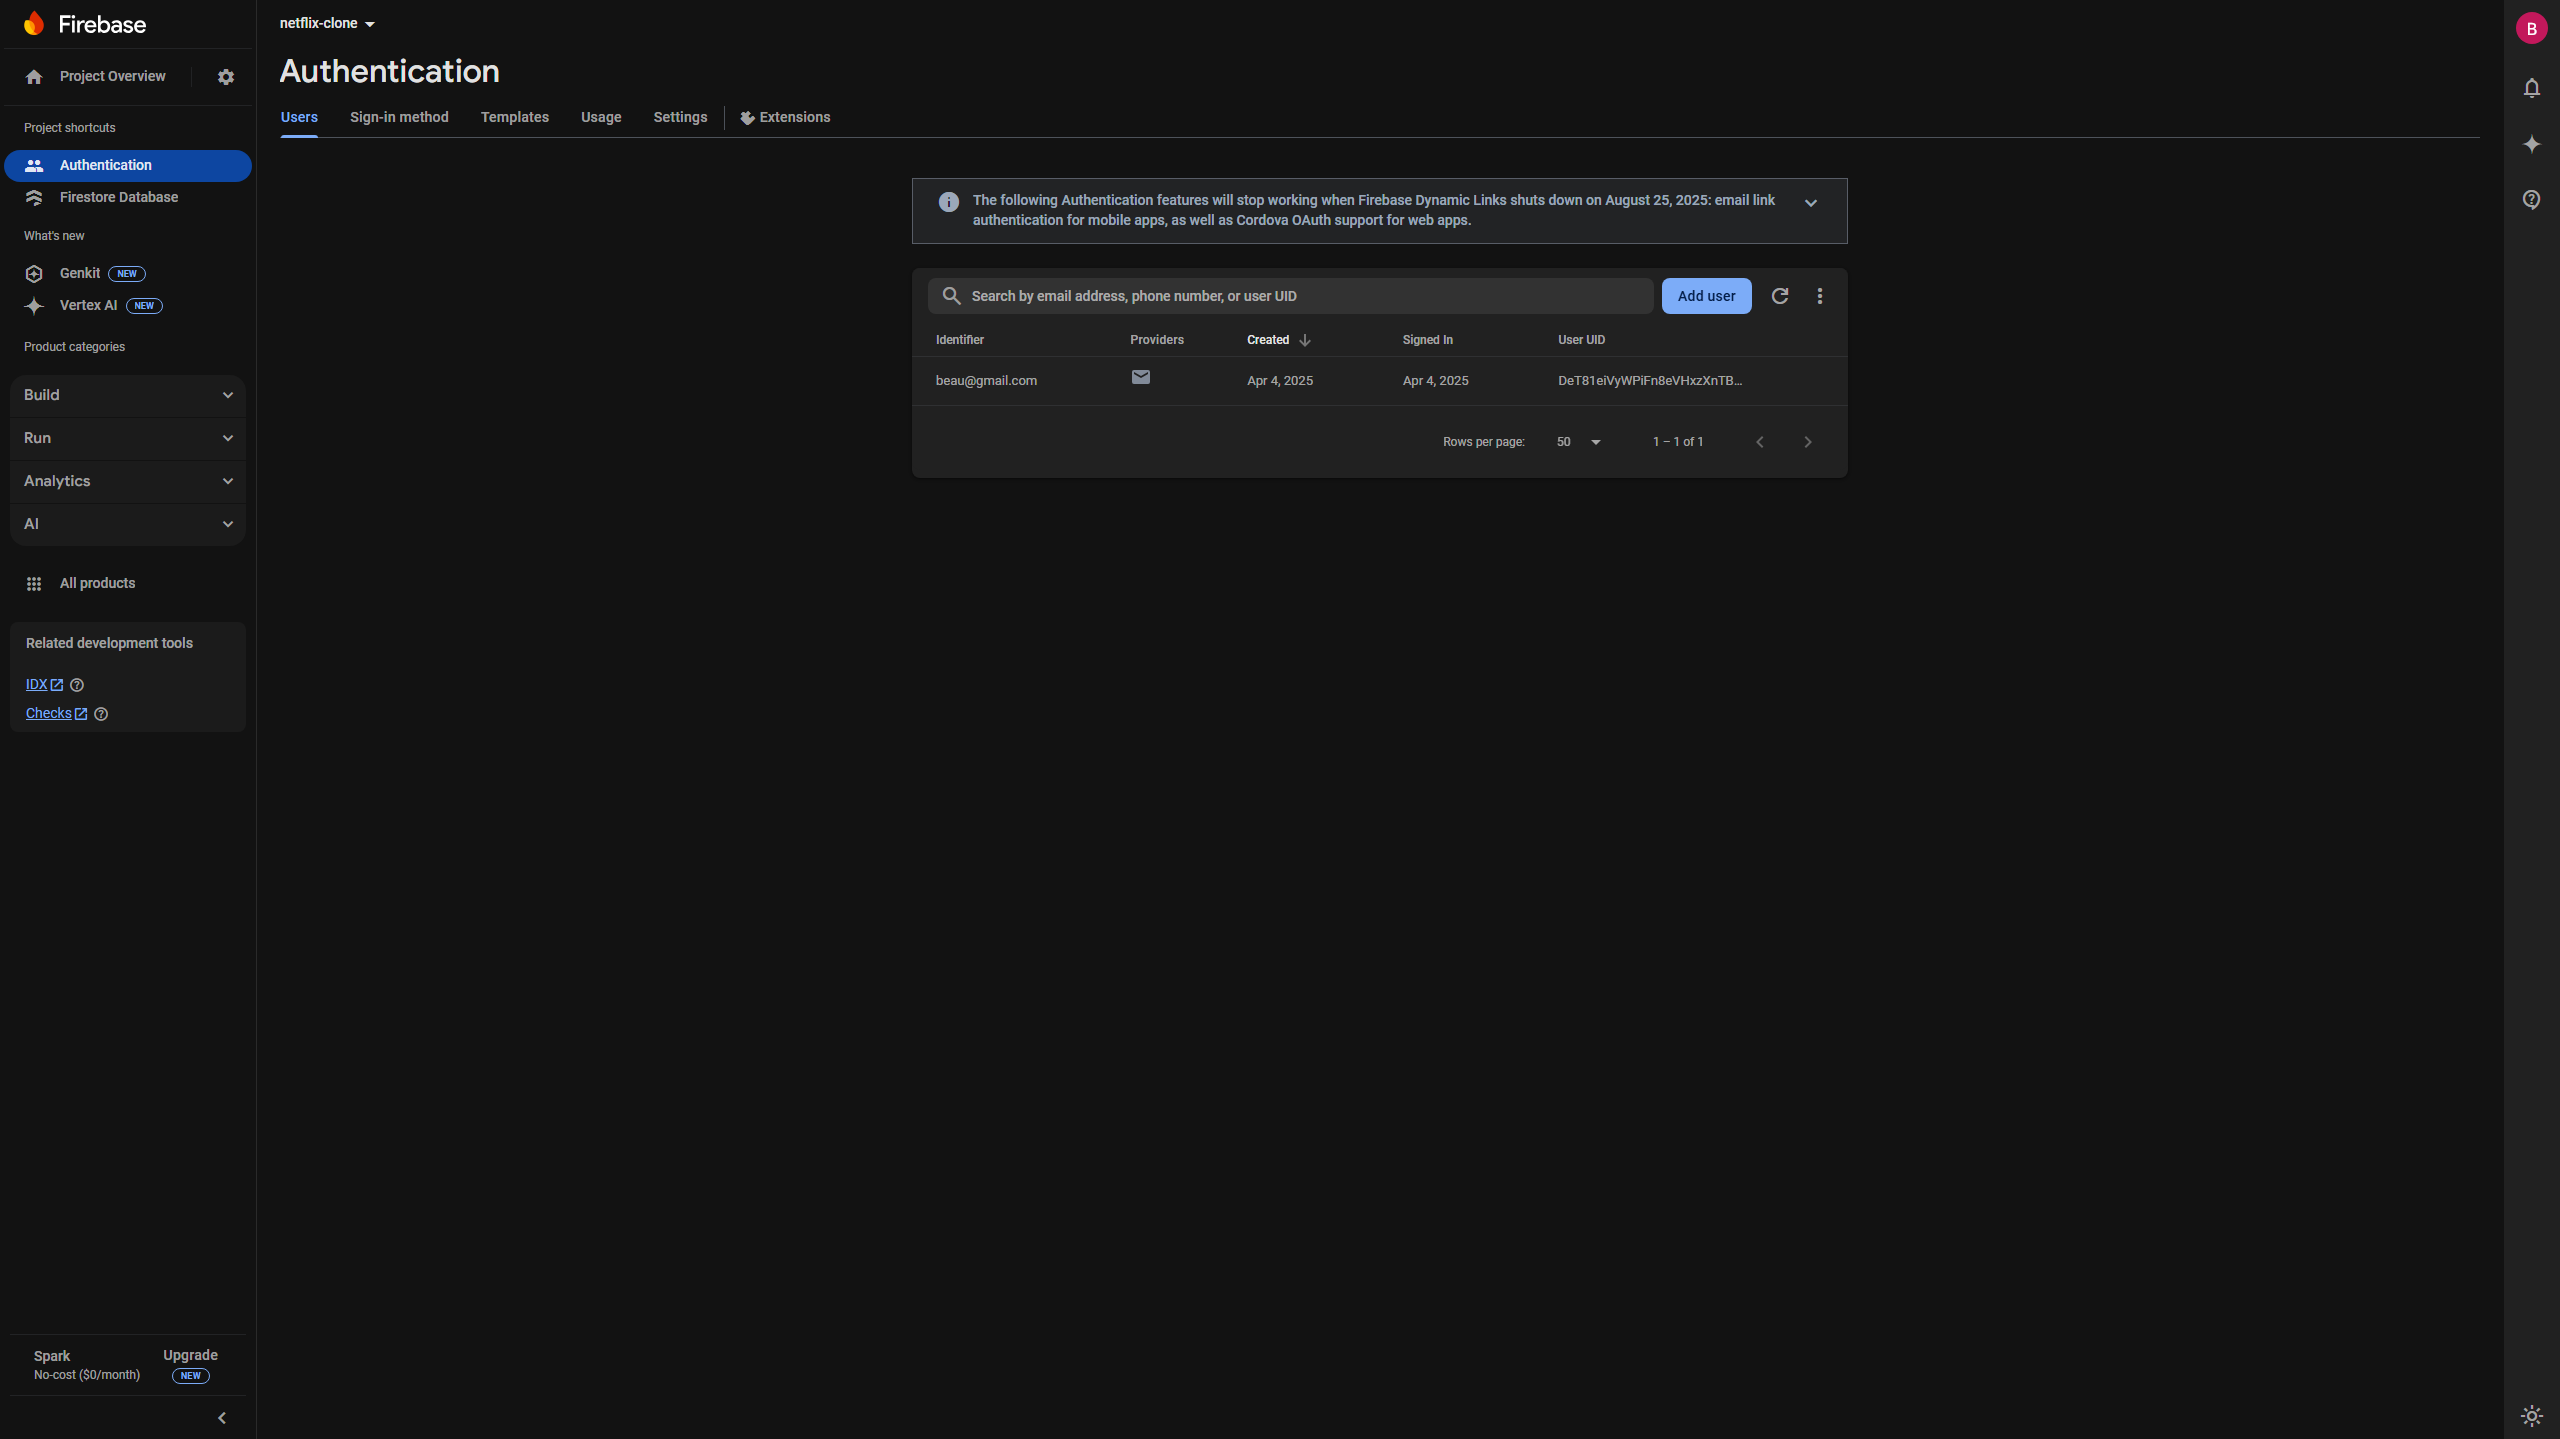 Firebase
Project Overview
Project shortcuts
Authentication
Firestore Database
What's new
Genkit NEW
Vertex AI NEW
Product categories
Build
Run
Analytics
AI
All products
Related development tools
IDX
Checks
Spark
No-cost ($0/month)
Upgrade
NEW
netflix-clone
Authentication
Users Sign-in method Templates Usage Settings Extensions
The following Authentication features will stop working when Firebase Dynamic Links shuts down on August 25, 2025: email link
authentication for mobile apps, as well as Cordova OAuth support for web apps.
Search by email address, phone number, or user UID Add user
Identifier Providers Created Signed In User UID
beau@gmail.com Apr 4, 2025 Apr 4, 2025 DeT81eiVyWPiFn8eVHxzXnTB...
Rows per page: 50 1 – 1 of 1
B